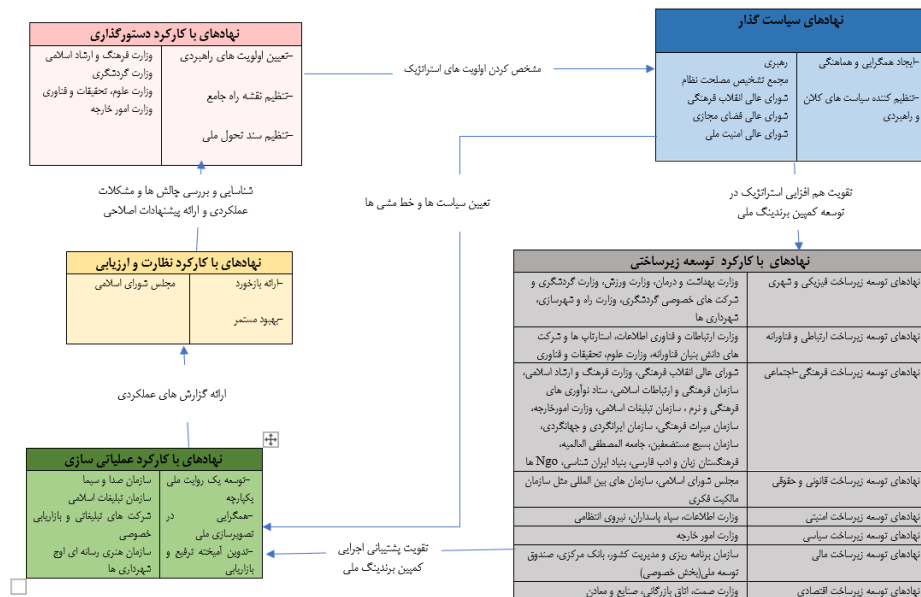 نهادهای با کارکرد دستورگذاری
-تعیین اولویت های راهبردی
-تنظیم نقشه راه جامع
-تنظیم سند تحول ملی
وزارت فرهنگ و ارشاد اسلامی
وزارت گردشگری
وزارت علوم، تحقیقات و فناوری
وزارت امور خارجه
مشخص کردن اولویت های استراتژیک
نهادهای سیاست گذار
-ایجاد همگرایی و هماهنگی
-تنظیم کننده سیاست های کلان
و راهبردی
رهبری
مجمع تشخیص مصلحت نظام
شورای عالی انقلاب فرهنگی
شورای عالی فضای مجازی
شورای عالی امنیت ملی
شناسایی و بررسی چالش ها و مشکلات
عملکردی و ارائه پیشنهادات اصلاحی
تعیین سیاست ها و خط مشی ها
تقویت هم افزایی استراتژیک در
توسعه کمپین برندینگ ملی
نهادهای با کارکرد نظارت و ارزیابی
-ارائه بازخورد
-بهبود مستمر
مجلس شورای اسلامی
ارائه گزارش های عملکردی
نهادهای با کارکرد توسعه زیرساختی
نهادهای توسعه زیرساخت فیزیکی و شهری
وزارت بهداشت و درمان، وزارت ورزش، وزارت گردشگری و
شرکت های خصوصی گردشگری، وزارت راه و شهرسازی،
شهرداری ها
نهادهای توسعه زیرساخت ارتباطی و فناورانه
وزارت ارتباطات و فناوری اطلاعات، استارتاپ ها و شرکت
های دانش بنیان فناورانه، وزارت علوم، تحقیقات و فناوری
نهادهای توسعه زیرساخت فرهنگی-اجتماعی
شورای عالی انقلاب فرهنگی، وزارت فرهنگ و ارشاد اسلامی،
سازمان فرهنگی و ارتباطات اسلامی، ستاد نوآوری های
فرهنگی و نرم ، سازمان تبلیغات اسلامی، وزارت امورخارجه،
سازمان میراث فرهنگی، سازمان ایرانگردی و جهانگردی،
سازمان بسیج مستضعفین، جامعه المصطفی العالمیه،
فرهنگستان زبان و ادب فارسی، بنیاد ایران شناسی، Ngo ها
نهادهای توسعه زیرساخت قانونی و حقوقی
مجلس شورای اسلامی، سازمان های بین المللی مثل سازمان
مالکیت فکری
نهادهای توسعه زیرساخت امنیتی
وزارت اطلاعات، سپاه پاسداران، نیروی انتظامی
نهادهای توسعه زیرساخت سیاسی
وزارت امور خارجه
نهادهای توسعه زیرساخت مالی
سازمان برنامه ریزی و مدیریت کشور، بانک مرکزی، صندوق
توسعه ملی(بخش خصوصی)
نهادهای توسعه زیرساخت اقتصادی
وزارت صمت، اتاق بازرگانی، صنایع و معادن
نهادهای با کارکرد عملیاتی سازی
-توسعه یک روایت ملی
یکپارچه
-همگرایی در
تصویرسازی ملی
-تدوین آمیخته ترفیع و
بازاریابی
سازمان صدا و سیما
سازمان تبلیغات اسلامی
شرکت های تبلیغاتی و بازاریابی
خصوصی
سازمان هنری رسانه ای اوج
شهرداری ها
تقویت پشتیبانی اجرایی
کمپین برندینگ ملی